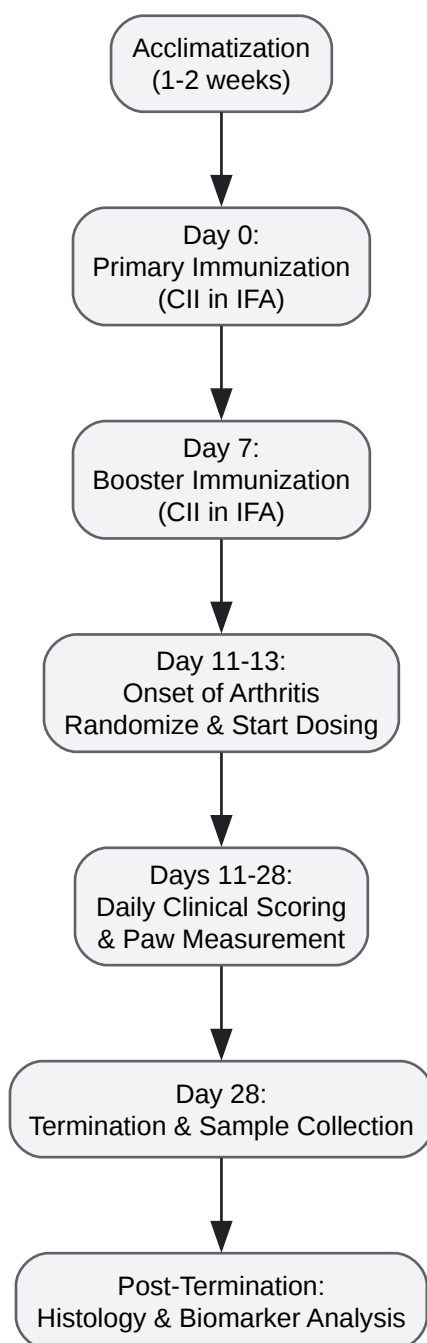 Acclimatization
(1-2 weeks)
Day 0:
Primary Immunization
(CII in IFA)
Day 7:
Booster Immunization
(CII in IFA)
Day 11-13:
Onset of Arthritis
Randomize & Start Dosing
Days 11-28:
Daily Clinical Scoring
& Paw Measurement
Day 28:
Termination & Sample Collection
Post-Termination:
Histology & Biomarker Analysis